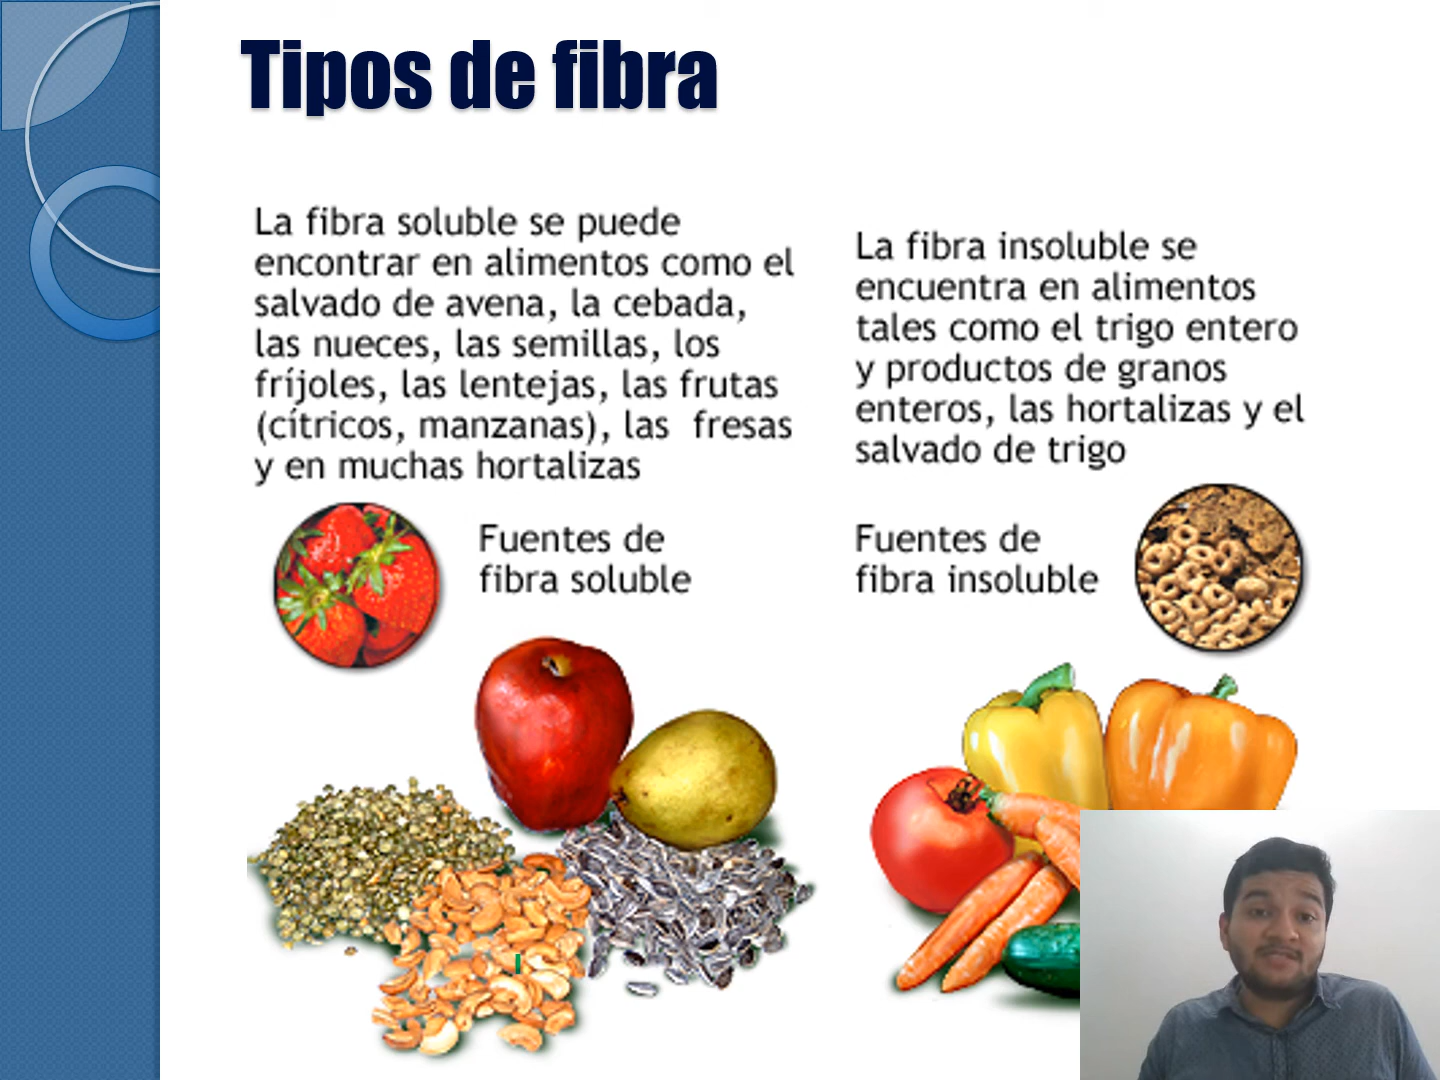 Tipos de fibra
La fibra soluble se puede
encontrar en alimentos como el
salvado de avena, la cebada,
las nueces, las semillas, los
fríjoles, las lentejas, las frutas
(cítricos, manzanas), las  fresas
y en muchas hortalizas
Fuentes de
fibra soluble
La fibra insoluble se
encuentra en alimentos
tales como el trigo entero
y productos de granos
enteros, las hortalizas y el
salvado de trigo
Fuentes de
fibra insoluble